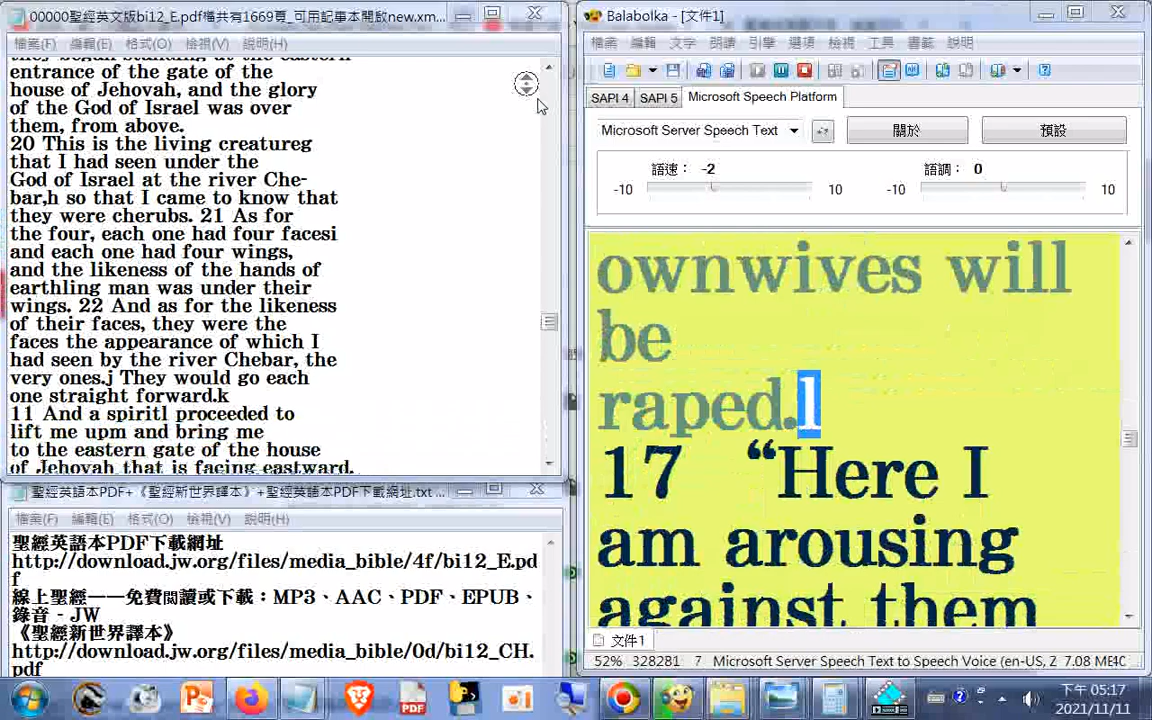 00000聖經英文版bi12_E.pdf檔共有1669頁_可用記事本開啟new.xm...
檔案(F) 編輯(E) 格式(O) 檢視(V) 說明(H)
they began standing at the eastern
entrance of the gate of the
house of Jehovah, and the glory
of the God of Israel was over
them, from above.
20 This is the living creatureg
that I had seen under the
God of Israel at the river Che-
bar,h so that I came to know that
they were cherubs. 21 As for
the four, each one had four facesi
and each one had four wings,
and the likeness of the hands of
earthling man was under their
wings. 22 And as for the likeness
of their faces, they were the
faces the appearance of which I
had seen by the river Chebar, the
very ones.j They would go each
one straight forward.k
11 And a spiritl proceeded to
lift me upm and bring me
to the eastern gate of the house
of Jehovah that is facing eastward.
聖經英語本PDF+《聖經新世界譯本》+聖經英語本PDF下載網址.txt ...
檔案(F) 編輯(E) 格式(O) 檢視(V) 說明(H)
聖經英語本PDF下載網址
http://download.jw.org/files/media_bible/4f/bi12_E.pd
f
線上聖經——免費閱讀或下載：MP3、AAC、PDF、EPUB、
錄音 - JW
《聖經新世界譯本》
http://download.jw.org/files/media_bible/0d/bi12_CH.
pdf
Balabolka - [文件1]
檔案 編輯 文字 朗讀 引擎 選項 檢視 工具 書籤 說明
SAPI 4 SAPI 5 Microsoft Speech Platform
Microsoft Server Speech Text 關於 預設
語速： -2 語調： 0
-10 10 -10 10
ownwives will
be
raped.l
17 “Here I
am arousing
against them
文件1
52% 328281 7 Microsoft Server Speech Text to Speech Voice (en-US, Z 7.08 ME4C
下午 05:17
2021/11/11